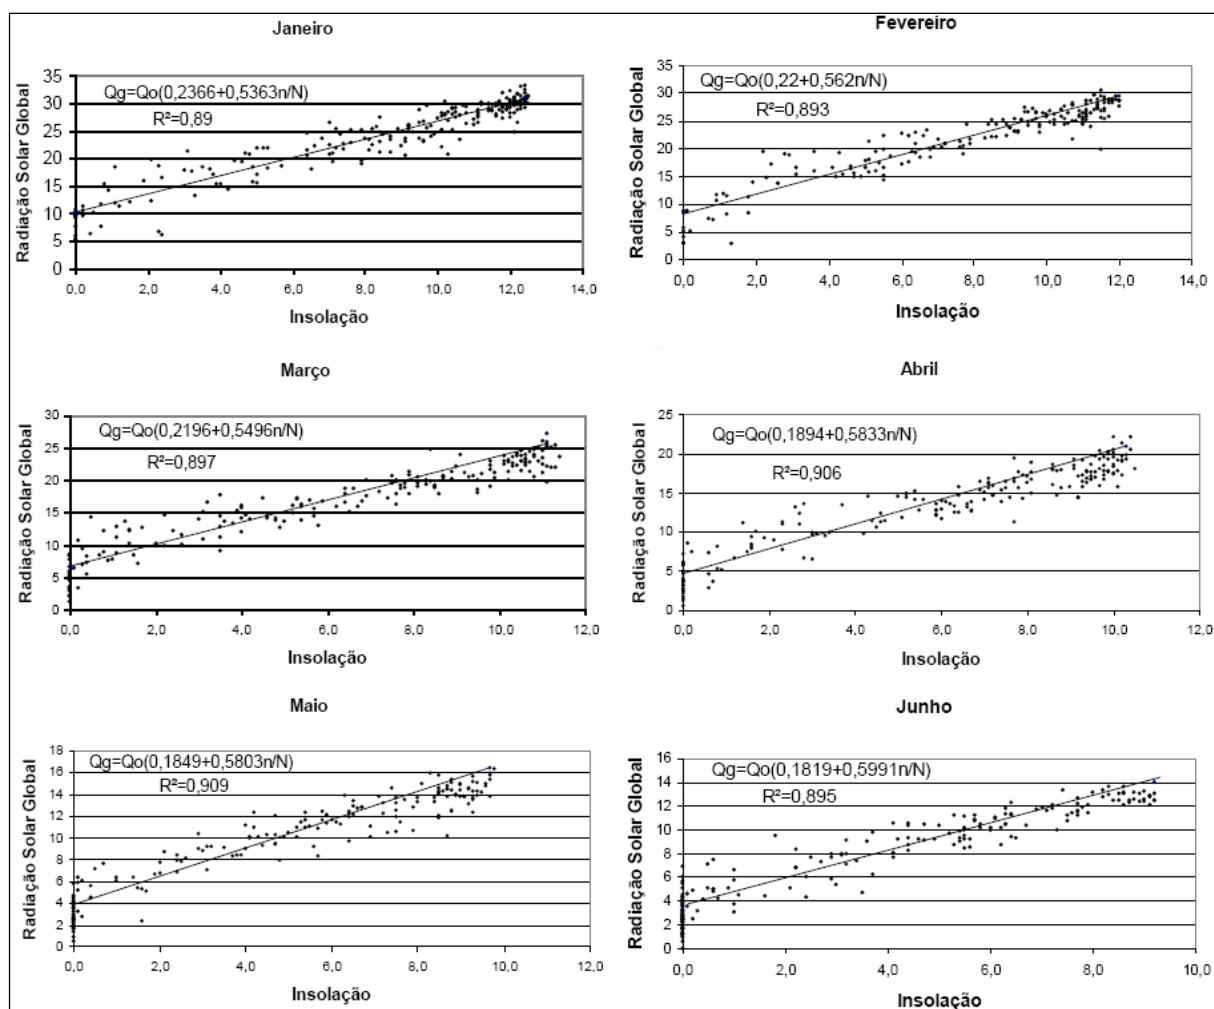 Janeiro
Radiação Solar Global
35
30
25
20
15
10
5
0
Qg=Qo(0,2366+0,5363n/N)
R²=0,89
0,0 2,0 4,0 6,0 8,0 10,0 12,0 14,0
Insolação
Fevereiro
Radiação Solar Global
35
30
25
20
15
10
5
0
Qg=Qo(0,22+0,562n/N)
R²=0,893
0,0 2,0 4,0 6,0 8,0 10,0 12,0 14,0
Insolação
Março
Radiação Solar Global
30
25
20
15
10
5
0
Qg=Qo(0,2196+0,5496n/N)
R²=0,897
0,0 2,0 4,0 6,0 8,0 10,0 12,0
Insolação
Abril
Radiação Solar Global
25
20
15
10
5
0
Qg=Qo(0,1894+0,5833n/N)
R²=0,906
0,0 2,0 4,0 6,0 8,0 10,0 12,0
Insolação
Maio
Radiação Solar Global
18
16
14
12
10
8
6
4
2
0
Qg=Qo(0,1849+0,5803n/N)
R²=0,909
0,0 2,0 4,0 6,0 8,0 10,0 12,0
Insolação
Junho
Radiação Solar Global
16
14
12
10
8
6
4
2
0
Qg=Qo(0,1819+0,5991n/N)
R²=0,895
0,0 2,0 4,0 6,0 8,0 10,0
Insolação